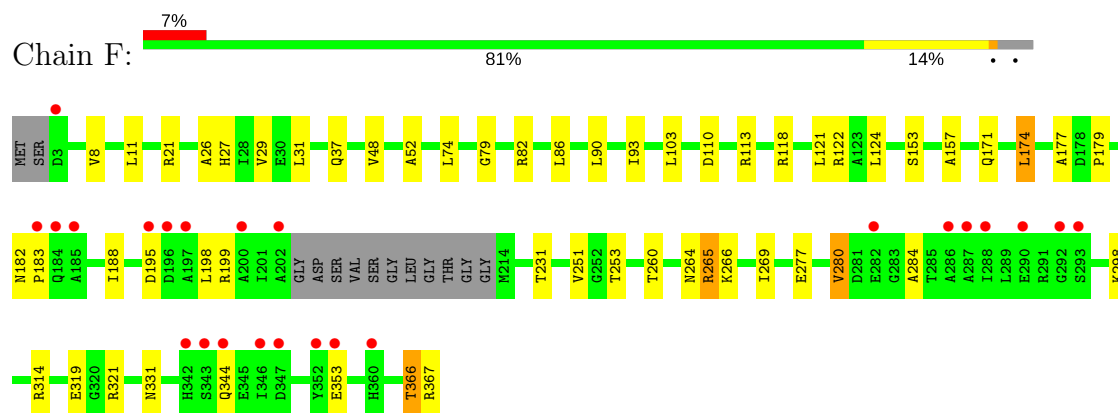 7%
Chain F:
81% 14% • •
MET SER D3 V8 L11 R21 A26 H27 I28 V29 E30 L31 Q37 V48 A52 L74 G79 R82 L86 L90 I93 L103 D110 R113 R118 L121 R122 A123 L124 S153 A157 Q171 L174 A177 D178 P179
N182 P183 Q184 A185 I188 D195 D196 A197 L198 R199 A200 I201 A202 GLY ASP SER VAL SER GLY LEU GLY THR GLY GLY M214 T231 V251 G252 T253 T260 N264 R265 K266 I269 E277 V280 D281 E282 G283 A284 T285 A286 A287 I288 L289 E290 R291 G292 S293 K298
R314 E319 G320 R321 N331 H342 S343 Q344 E345 I346 D347 Y352 E353 H360 T366 R367